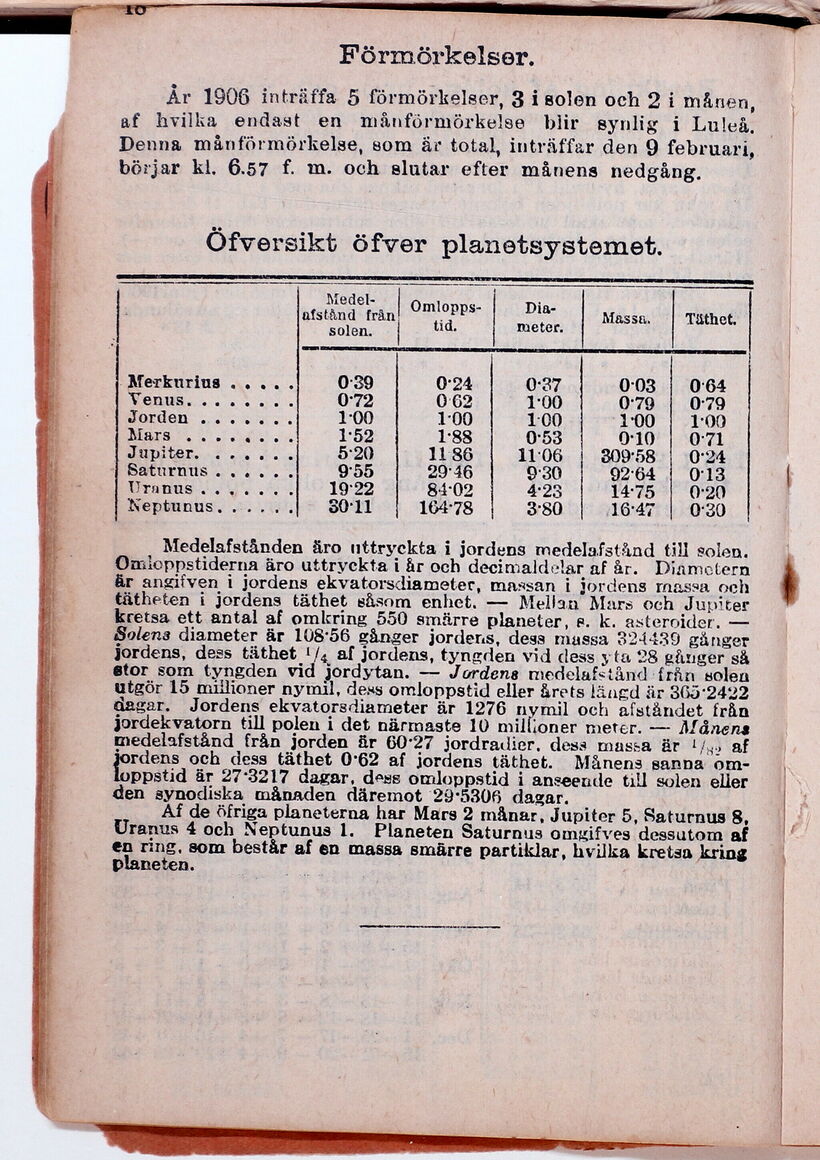 Förmörkelser.
År 1906 inträffa 5 förmörkelser, 3 i solen och 2 i månen,
af hvilka endast en månförmörkelse blir synlig i Luleå.
Denna månförmörkelse, som är total, inträffar den 9 februari,
börjar kl. 6.57 f. m. och slutar efter månens nedgång.
Öfversikt öfver planetsystemet.
Medel-afstånd från solen. Omlopps-tid. Dia-meter. Massa. Täthet.
Merkurius . . . . . 0·39 0·24 0·37 0·03 0·64
Venus. . . . . . . . 0·72 0·62 1·00 0·79 0·79
Jorden . . . . . . . 1·00 1·00 1·00 1·00 1·00
Mars . . . . . . . . 1·52 1·88 0·53 0·10 0·71
Jupiter. . . . . . . 5·20 11·86 11·06 309·58 0·24
Saturnus . . . . . . 9·55 29·46 9·30 92·64 0·13
Uranus . . . . . . . 19·22 84·02 4·23 14·75 0·20
Neptunus. . . . . . 30·11 164·78 3·80 16·47 0·30
Medelafstånden äro uttryckta i jordens medelafstånd till solen.
Omloppstiderna äro uttryckta i år och decimaldelar af år. Diametern
är angifven i jordens ekvatorsdiameter, massan i jordens massa och
tätheten i jordens täthet såsom enhet. — Mellan Mars och Jupiter
kretsa ett antal af omkring 550 smärre planeter, s. k. asteroider. —
Solens diameter är 108·56 gånger jordens, dess massa 324439 gånger
jordens, dess täthet 1/4 af jordens, tyngden vid dess yta 28 gånger så
stor som tyngden vid jordytan. — Jordens medelafstånd från solen
utgör 15 millioner nymil, dess omloppstid eller årets längd är 365·2422
dagar. Jordens ekvatorsdiameter är 1276 nymil och afståndet från
jordekvatorn till polen i det närmaste 10 millioner meter. — Månens
medelafstånd från jorden är 60·27 jordradier, dess massa är af
jordens och dess täthet 0·62 af jordens täthet. Månens sanna om-
loppstid är 27·3217 dagar, dess omloppstid i anseende till solen eller
den synodiska månaden däremot 29·5306 dagar.
Af de öfriga planeterna har Mars 2 månar, Jupiter 5, Saturnus 8,
Uranus 4 och Neptunus 1. Planeten Saturnus omgifves dessutom af
en ring, som består af en massa smärre partiklar, hvilka kretsa kring
planeten.